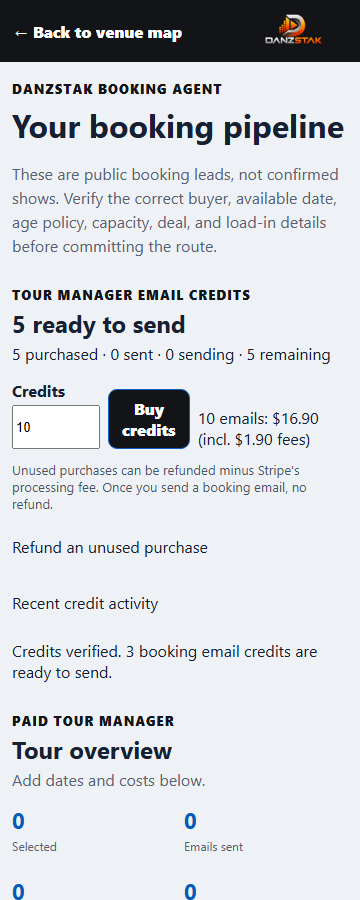 ← Back to venue map
DANZSTAK
DANZSTAK BOOKING AGENT
Your booking pipeline
These are public booking leads, not confirmed
shows. Verify the correct buyer, available date,
age policy, capacity, deal, and load-in details
before committing the route.
TOUR MANAGER EMAIL CREDITS
5 ready to send
5 purchased · 0 sent · 0 sending · 5 remaining
Credits
10
Buy
credits
10 emails: $16.90
(incl. $1.90 fees)
Unused purchases can be refunded minus Stripe's
processing fee. Once you send a booking email, no
refund.
Refund an unused purchase
Recent credit activity
Credits verified. 3 booking email credits are
ready to send.
PAID TOUR MANAGER
Tour overview
Add dates and costs below.
0 0
Selected Emails sent
0 0